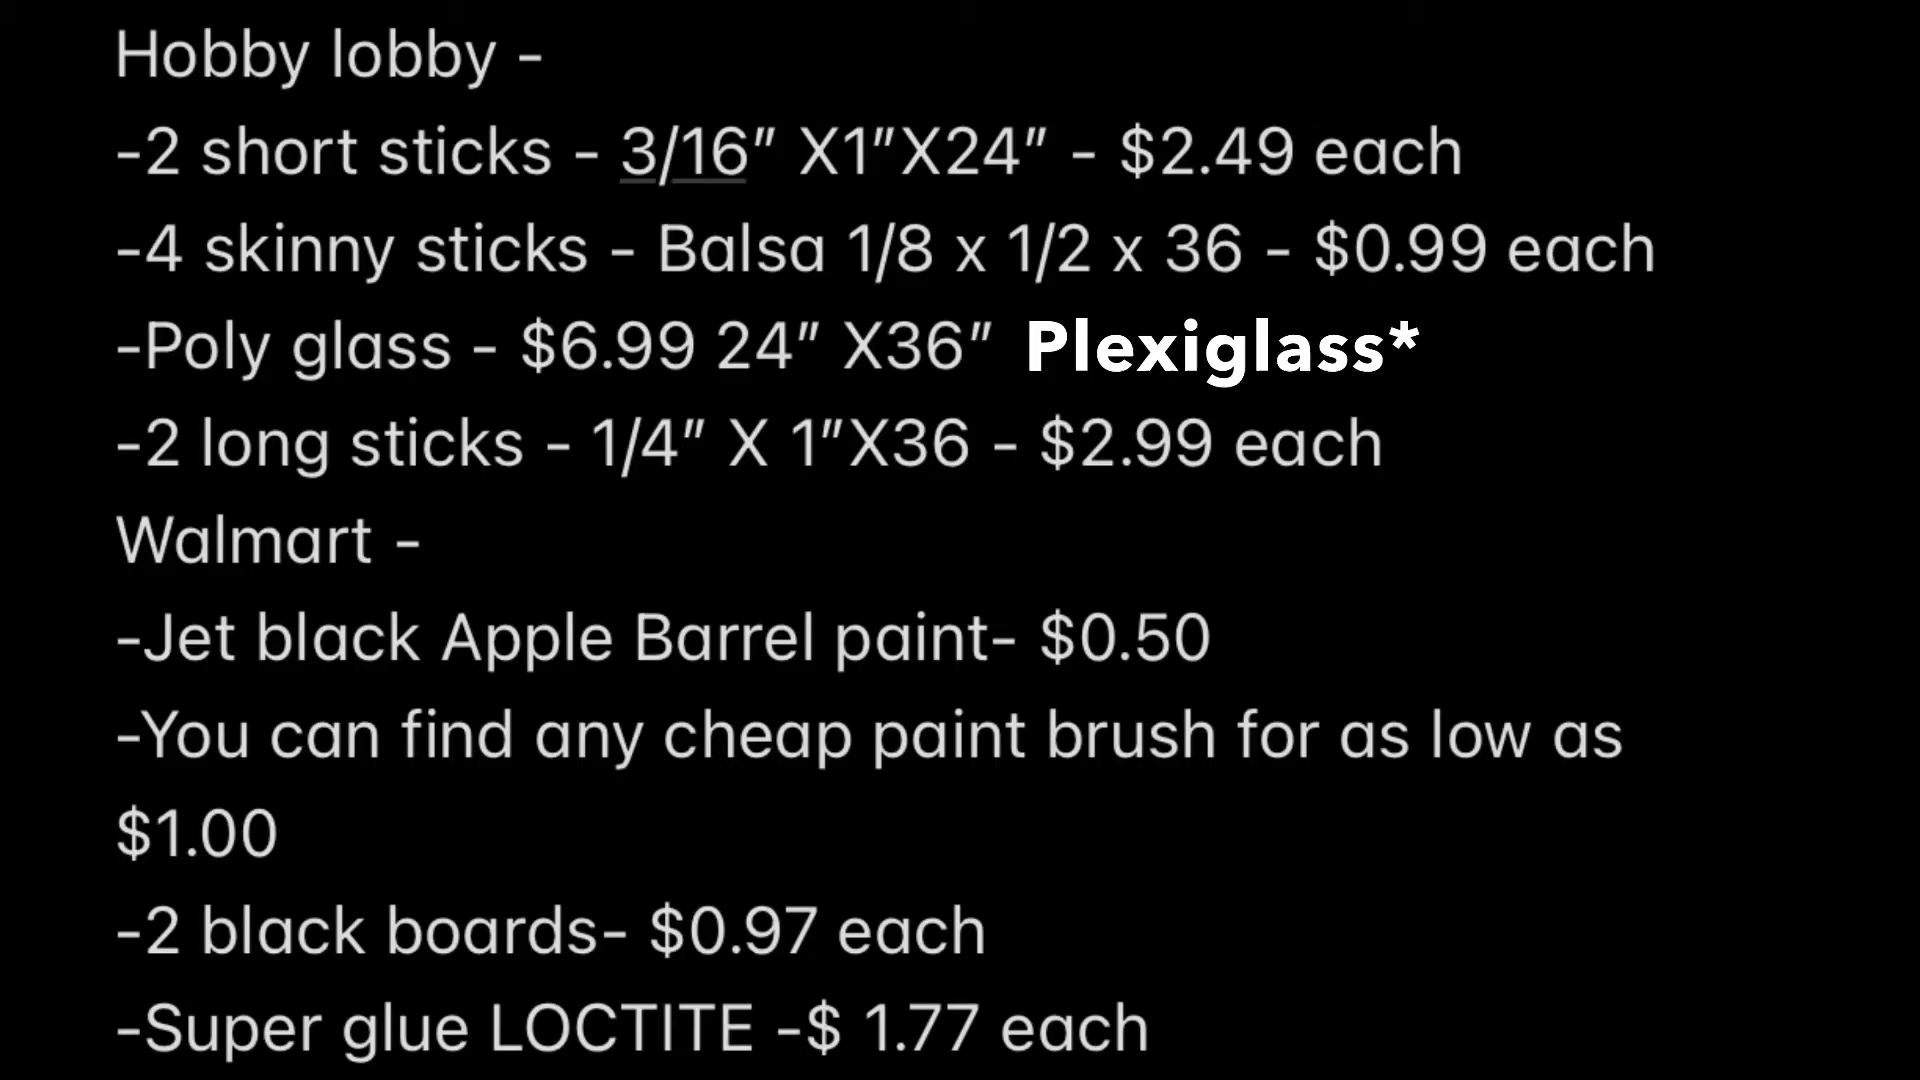 Hobby lobby -
-2 short sticks - 3/16” X1”X24” - $2.49 each
-4 skinny sticks - Balsa 1/8 x 1/2 x 36 - $0.99 each
-Poly glass - $6.99 24” X36” Plexiglass*
-2 long sticks - 1/4” X 1”X36 - $2.99 each
Walmart -
-Jet black Apple Barrel paint- $0.50
-You can find any cheap paint brush for as low as
$1.00
-2 black boards- $0.97 each
-Super glue LOCTITE -$ 1.77 each